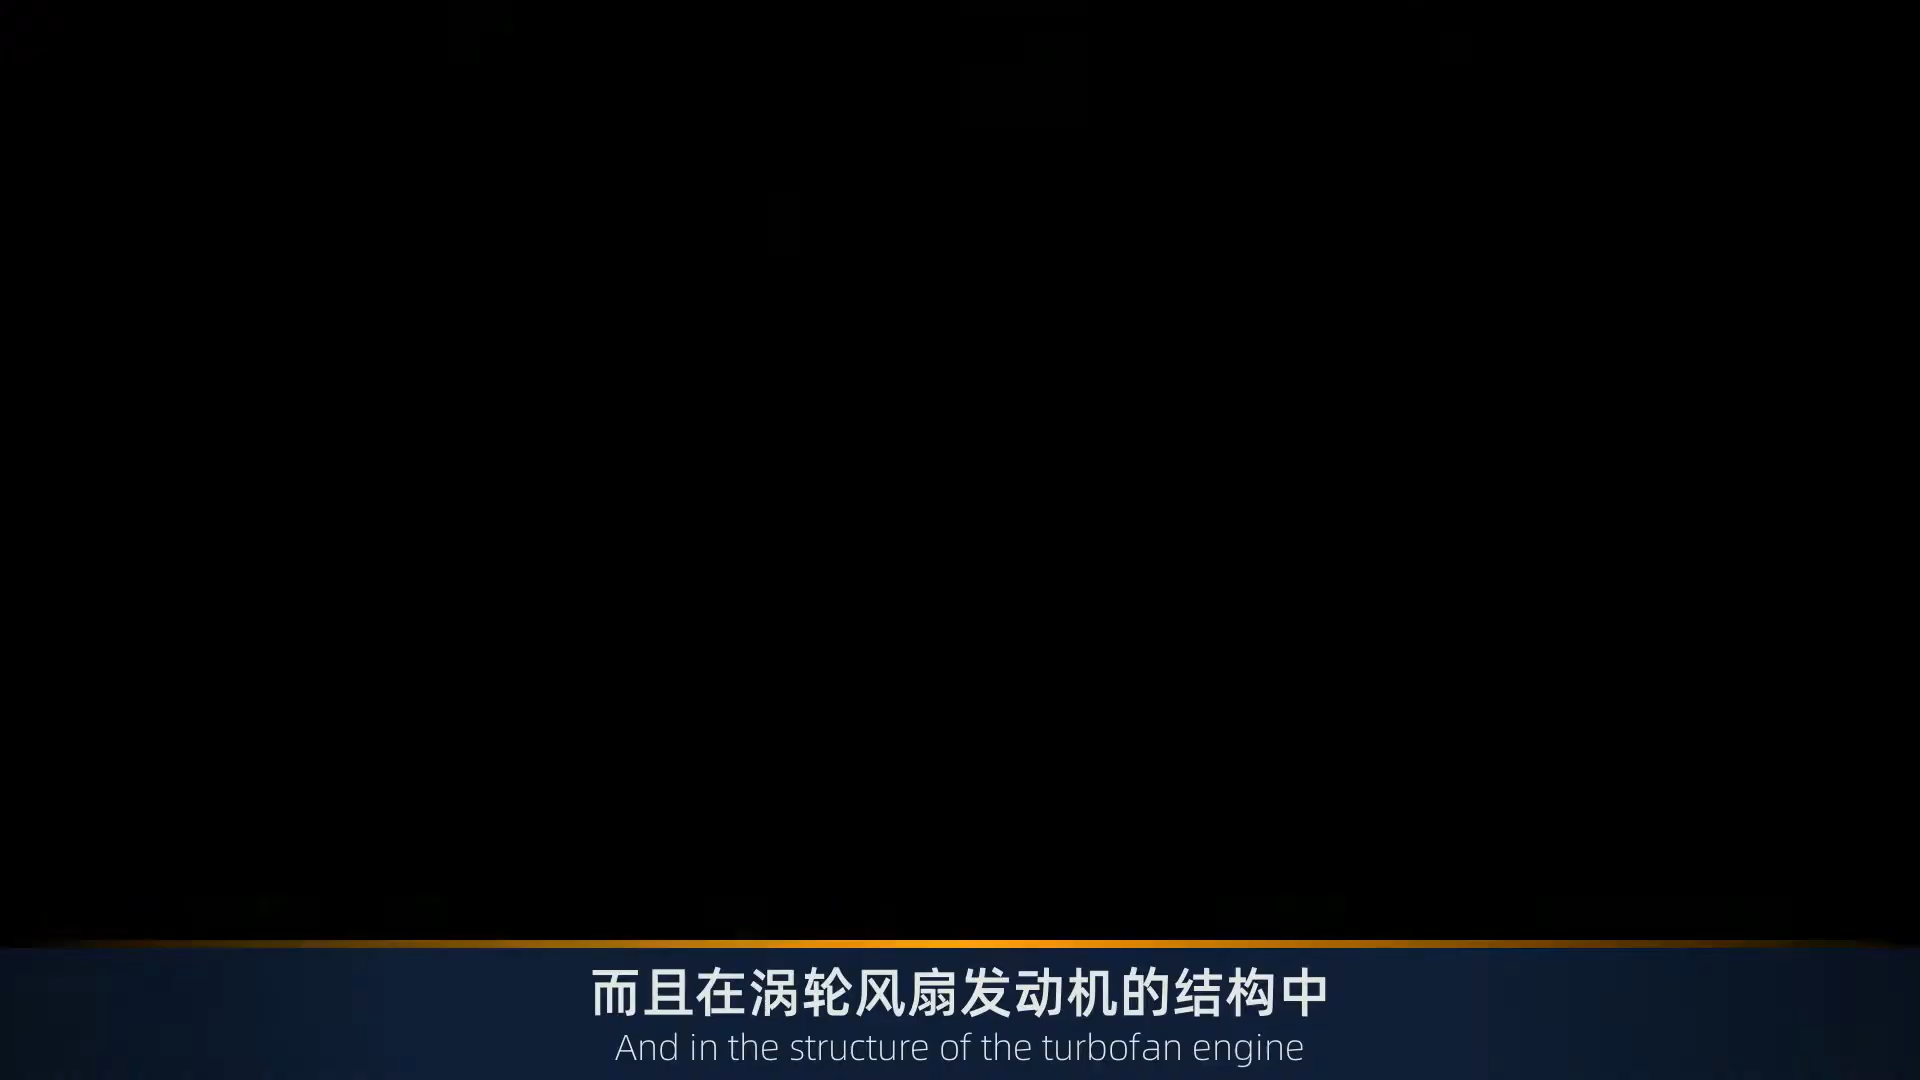 而且在涡轮风扇发动机的结构中
And in the structure of the turbofan engine